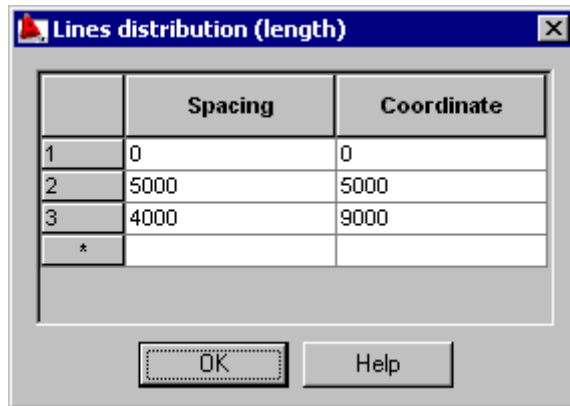 Lines distribution (length)
Spacing Coordinate
1 0 0
2 5000 5000
3 4000 9000
*
OK Help